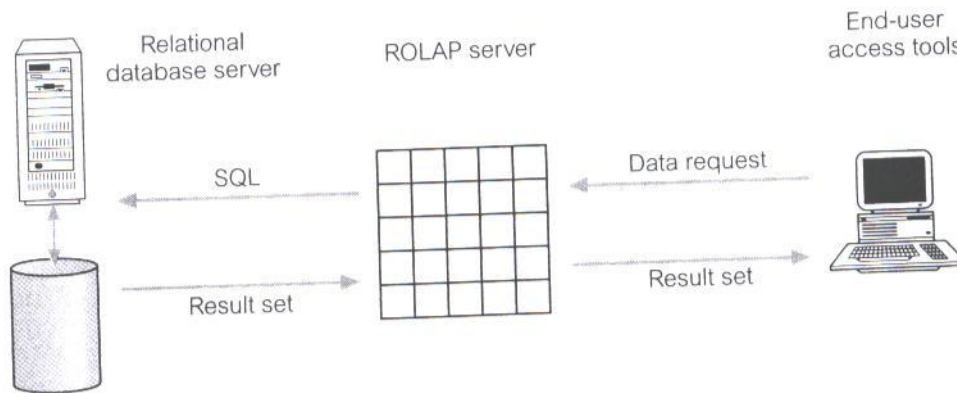 Relational
database server
ROLAP server
End-user
access tools
SQL
Data request
Result set
Result set